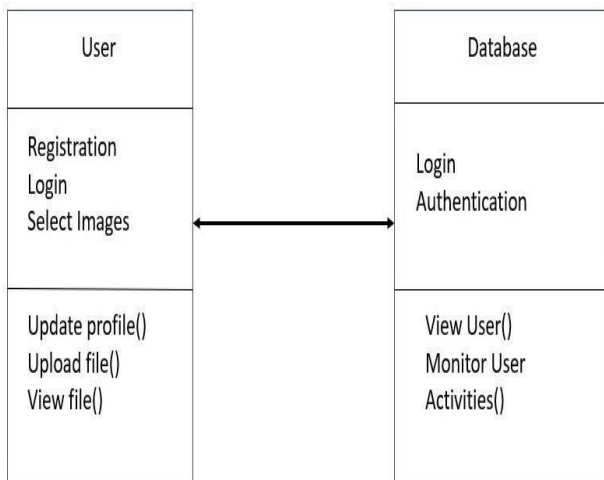 User
Registration
Login
Select Images
Update profile()
Upload file()
View file()
Database
Login
Authentication
View User()
Monitor User
Activities()